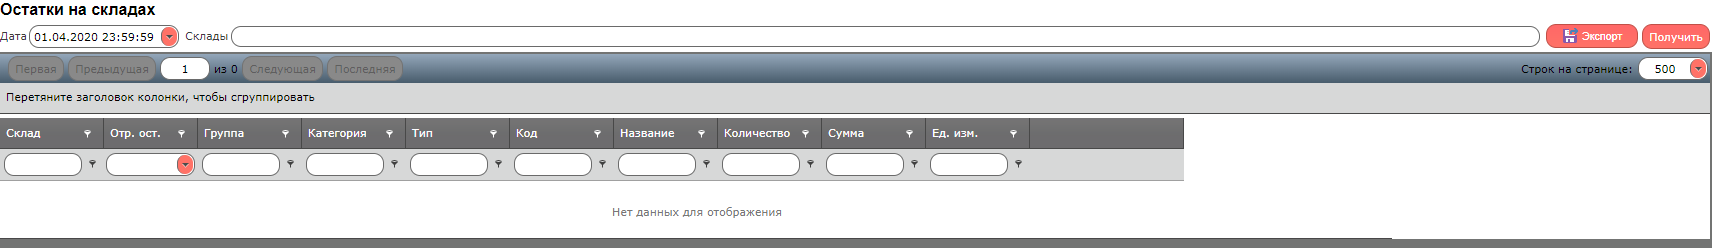 Остатки на складах
Дата 01.04.2020 23:59:59 Склады Экспорт Получить
Первая Предыдущая 1 из 0 Следующая Последняя Строк на странице: 500
Перетяните заголовок колонки, чтобы сгруппировать
Склад Отр. ост. Группа Категория Тип Код Название Количество Сумма Ед. изм.
Нет данных для отображения